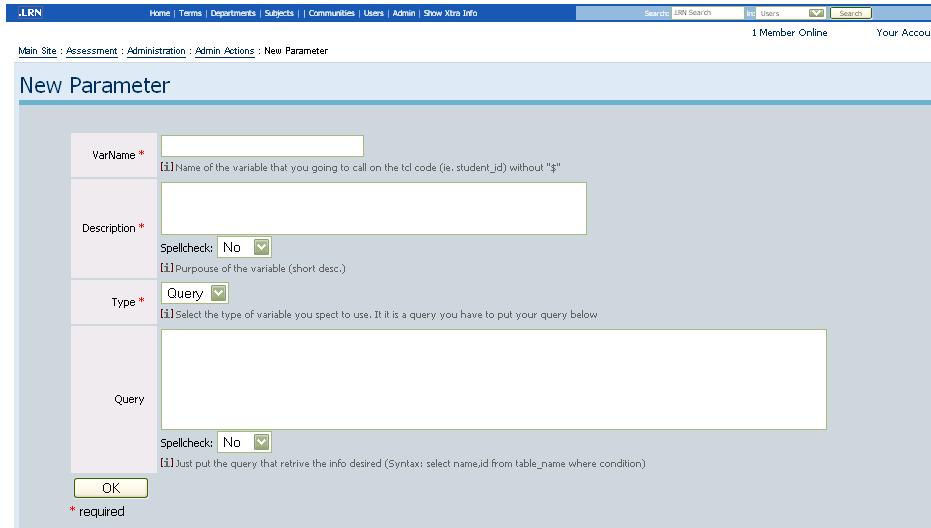 .LRN Home | Terms | Departments | Subjects | | Communities | Users | Admin | Show Xtra Info Search: .LRN Search in: Users Search
1 Member Online Your Accou
Main Site : Assessment : Administration : Admin Actions : New Parameter
New Parameter
VarName *
[i] Name of the variable that you going to call on the tcl code (ie. student_id) without "$"
Description *
Spellcheck: No
[i] Purpouse of the variable (short desc.)
Type * Query
[i] Select the type of variable you spect to use. It it is a query you have to put your query below
Query
Spellcheck: No
[i] Just put the query that retrive the info desired (Syntax: select name,id from table_name where condition)
OK
* required